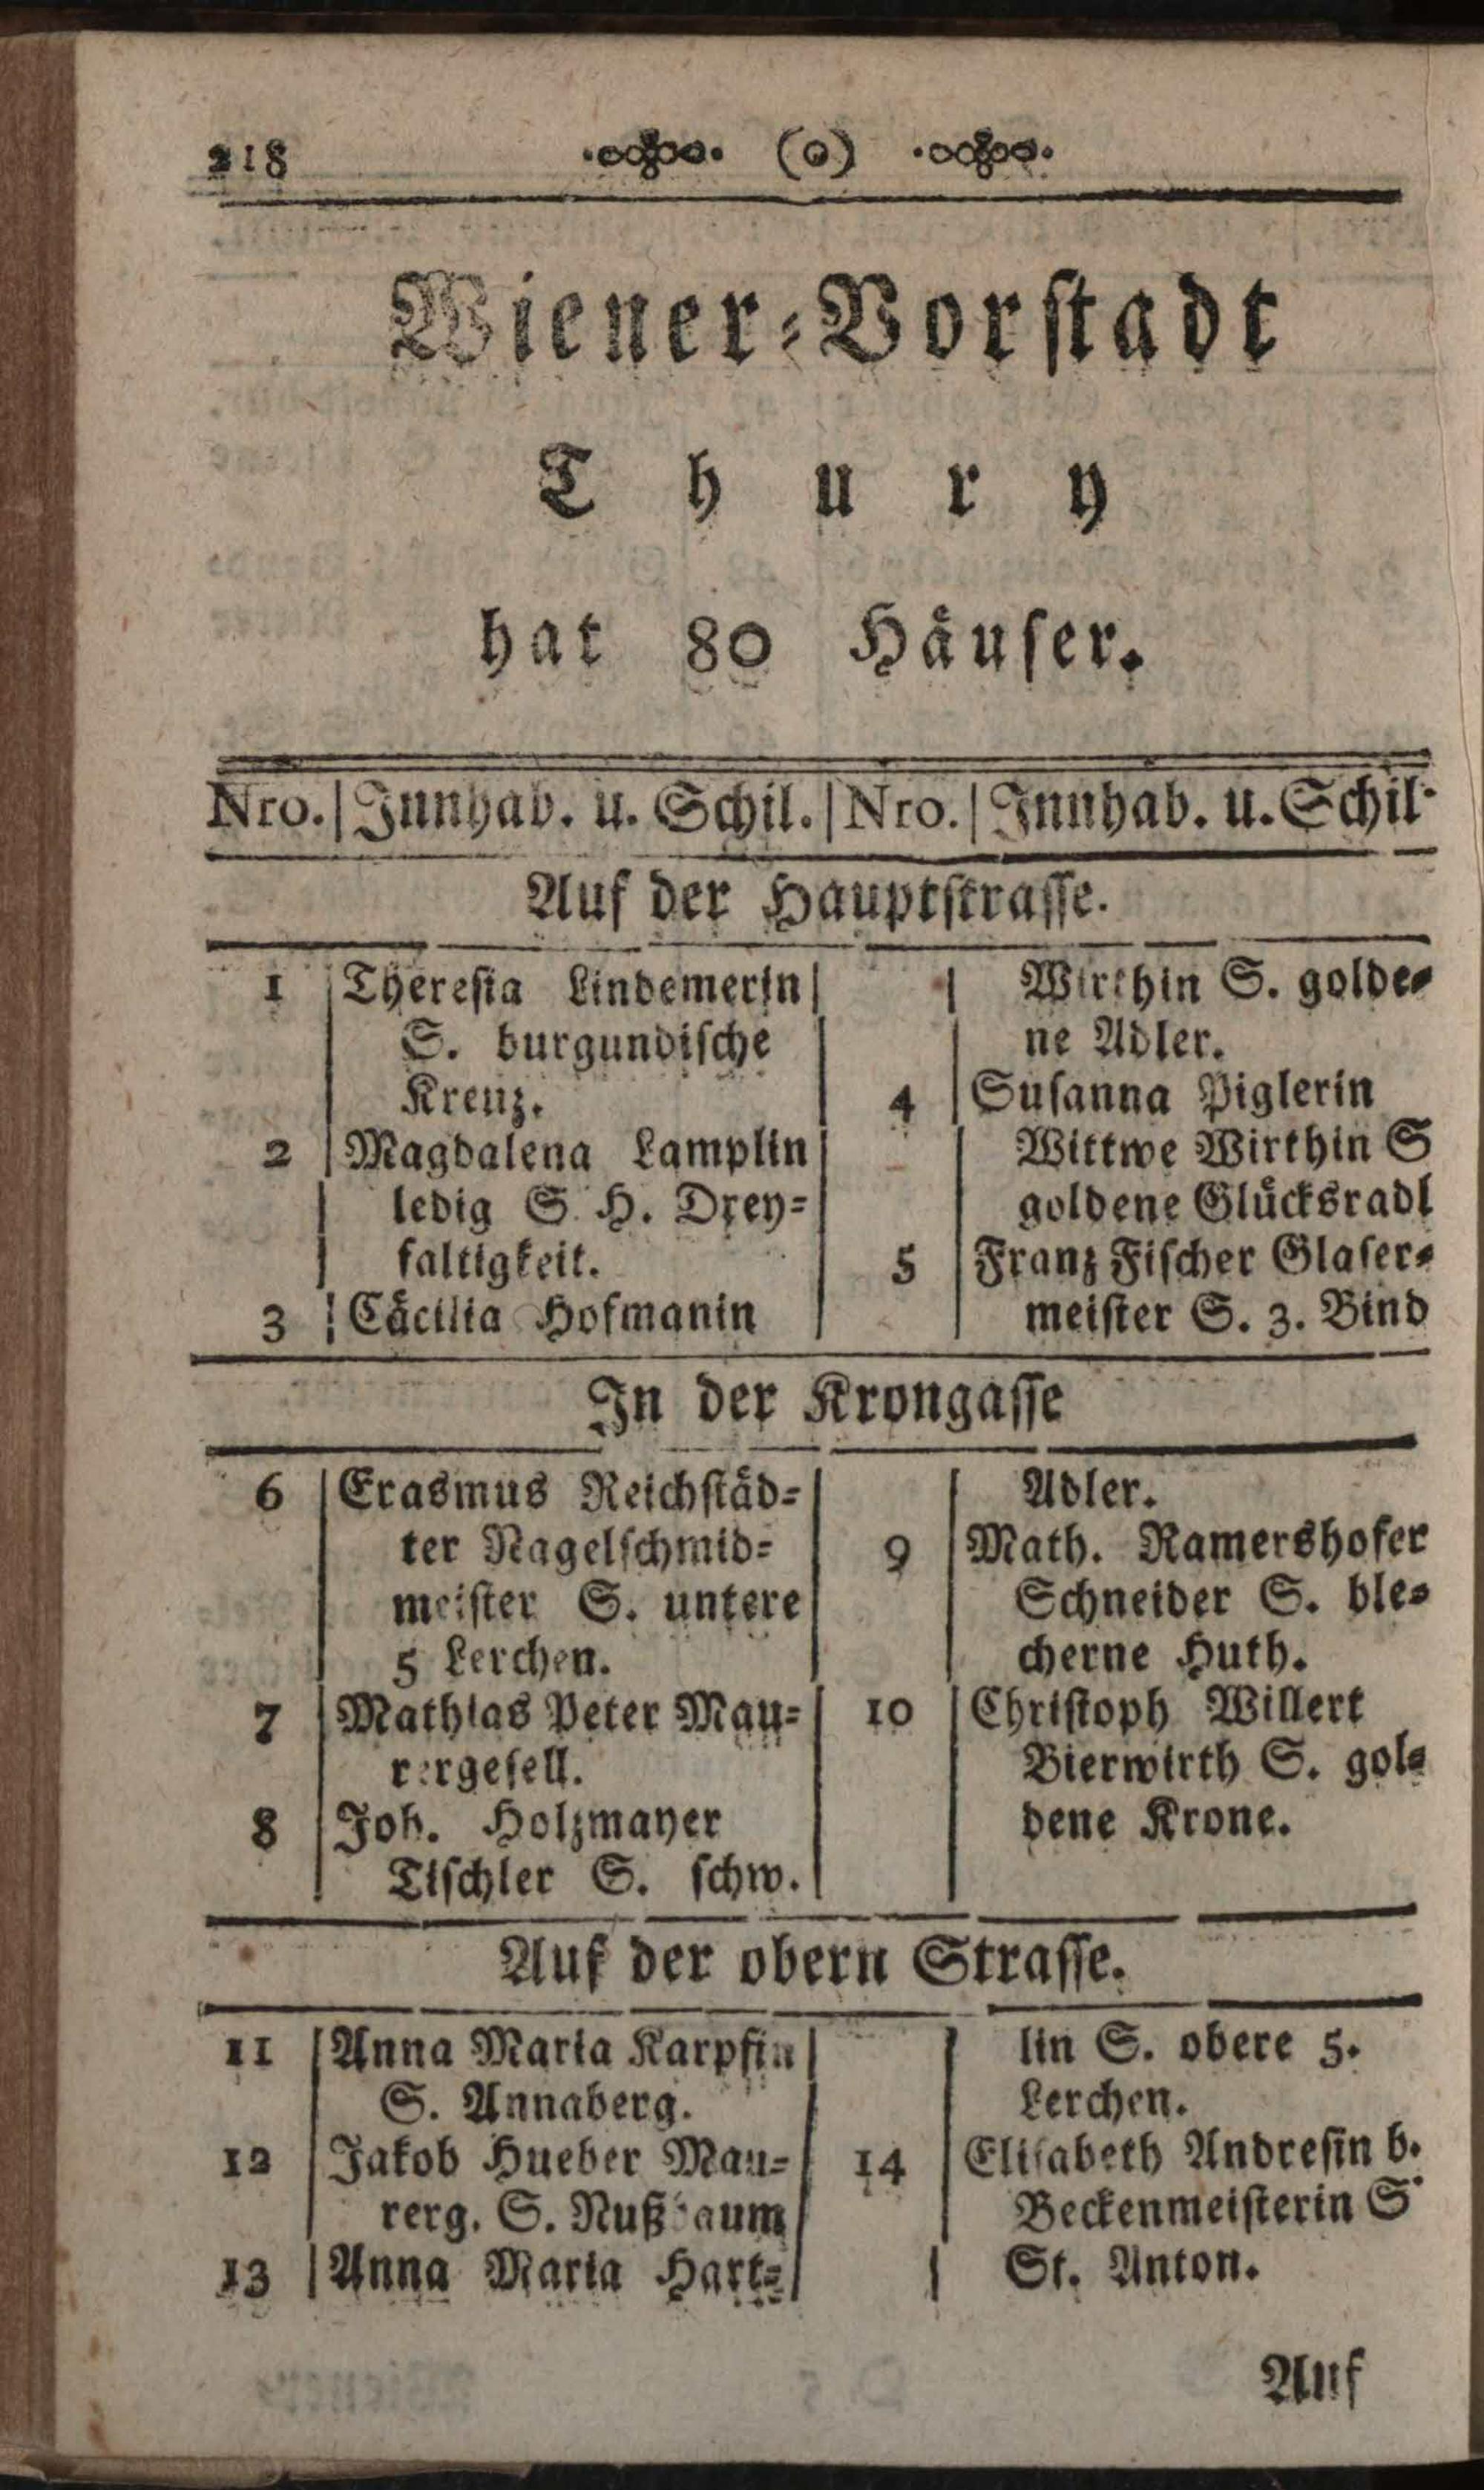 218 (o)
Wiener-Vorstadt
Thury
hat 80 Häuser.
Nro. Innhab. u. Schil. Nro. Innhab. u. Schil
Auf der Hauptstrasse.
1 Theresia Lindemerin
S. burgundische
Kreuz.
2 Magdalena Lamplin
ledig S. H. Drey-
faltigkeit.
3 Cäcilia Hofmanin
Wirthin S. golde-
ne Adler.
4 Susanna Piglerin
Wittwe Wirthin S
goldene Glücksradl
5 Franz Fischer Glaser-
meister S. 3. Bind
In der Krongasse
6 Erasmus Reichstäd-
ter Nagelschmid-
meister S. untere
5 Lerchen.
7 Mathias Peter Mau-
rergesell.
8 Joh. Holzmayer
Tischler S. schw.
Adler.
9 Math. Ramershofer
Schneider S. ble-
cherne Huth.
10 Christoph Willert
Bierwirth S. gol-
dene Krone.
Auf der obern Strasse.
11 Anna Maria Karpfin
S. Annaberg.
12 Jakob Hueber Mau-
rerg. S. Nußbaum
13 Anna Maria Hart-
lin S. obere 5.
Lerchen.
14 Elisabeth Andresin b.
Beckenmeisterin S.
St. Anton.
Auf